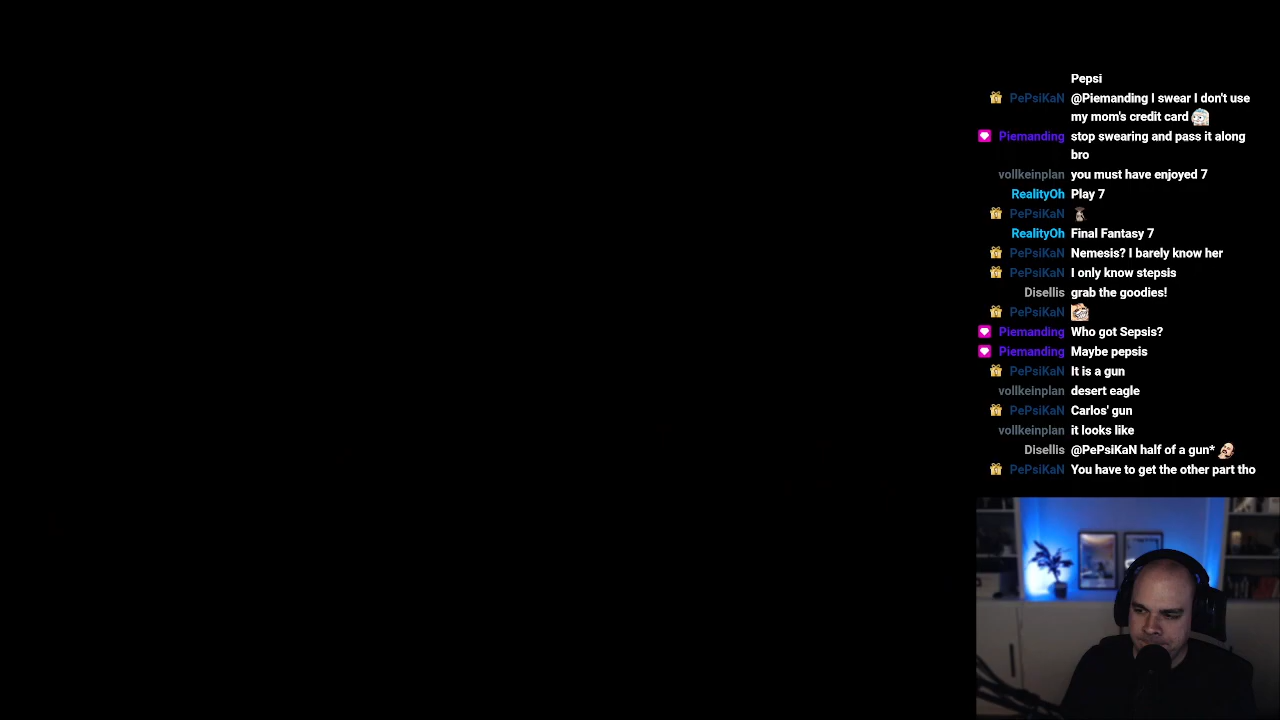 Pepsi
PePsiKaN @Piemanding I swear I don't use
my mom's credit card
Piemanding stop swearing and pass it along
bro
vollkeinplan you must have enjoyed 7
RealityOh Play 7
PePsiKaN
RealityOh Final Fantasy 7
PePsiKaN Nemesis? I barely know her
PePsiKaN I only know stepsis
Disellis grab the goodies!
PePsiKaN
Piemanding Who got Sepsis?
Piemanding Maybe pepsis
PePsiKaN It is a gun
vollkeinplan desert eagle
PePsiKaN Carlos' gun
vollkeinplan it looks like
Disellis @PePsiKaN half of a gun*
PePsiKaN You have to get the other part tho